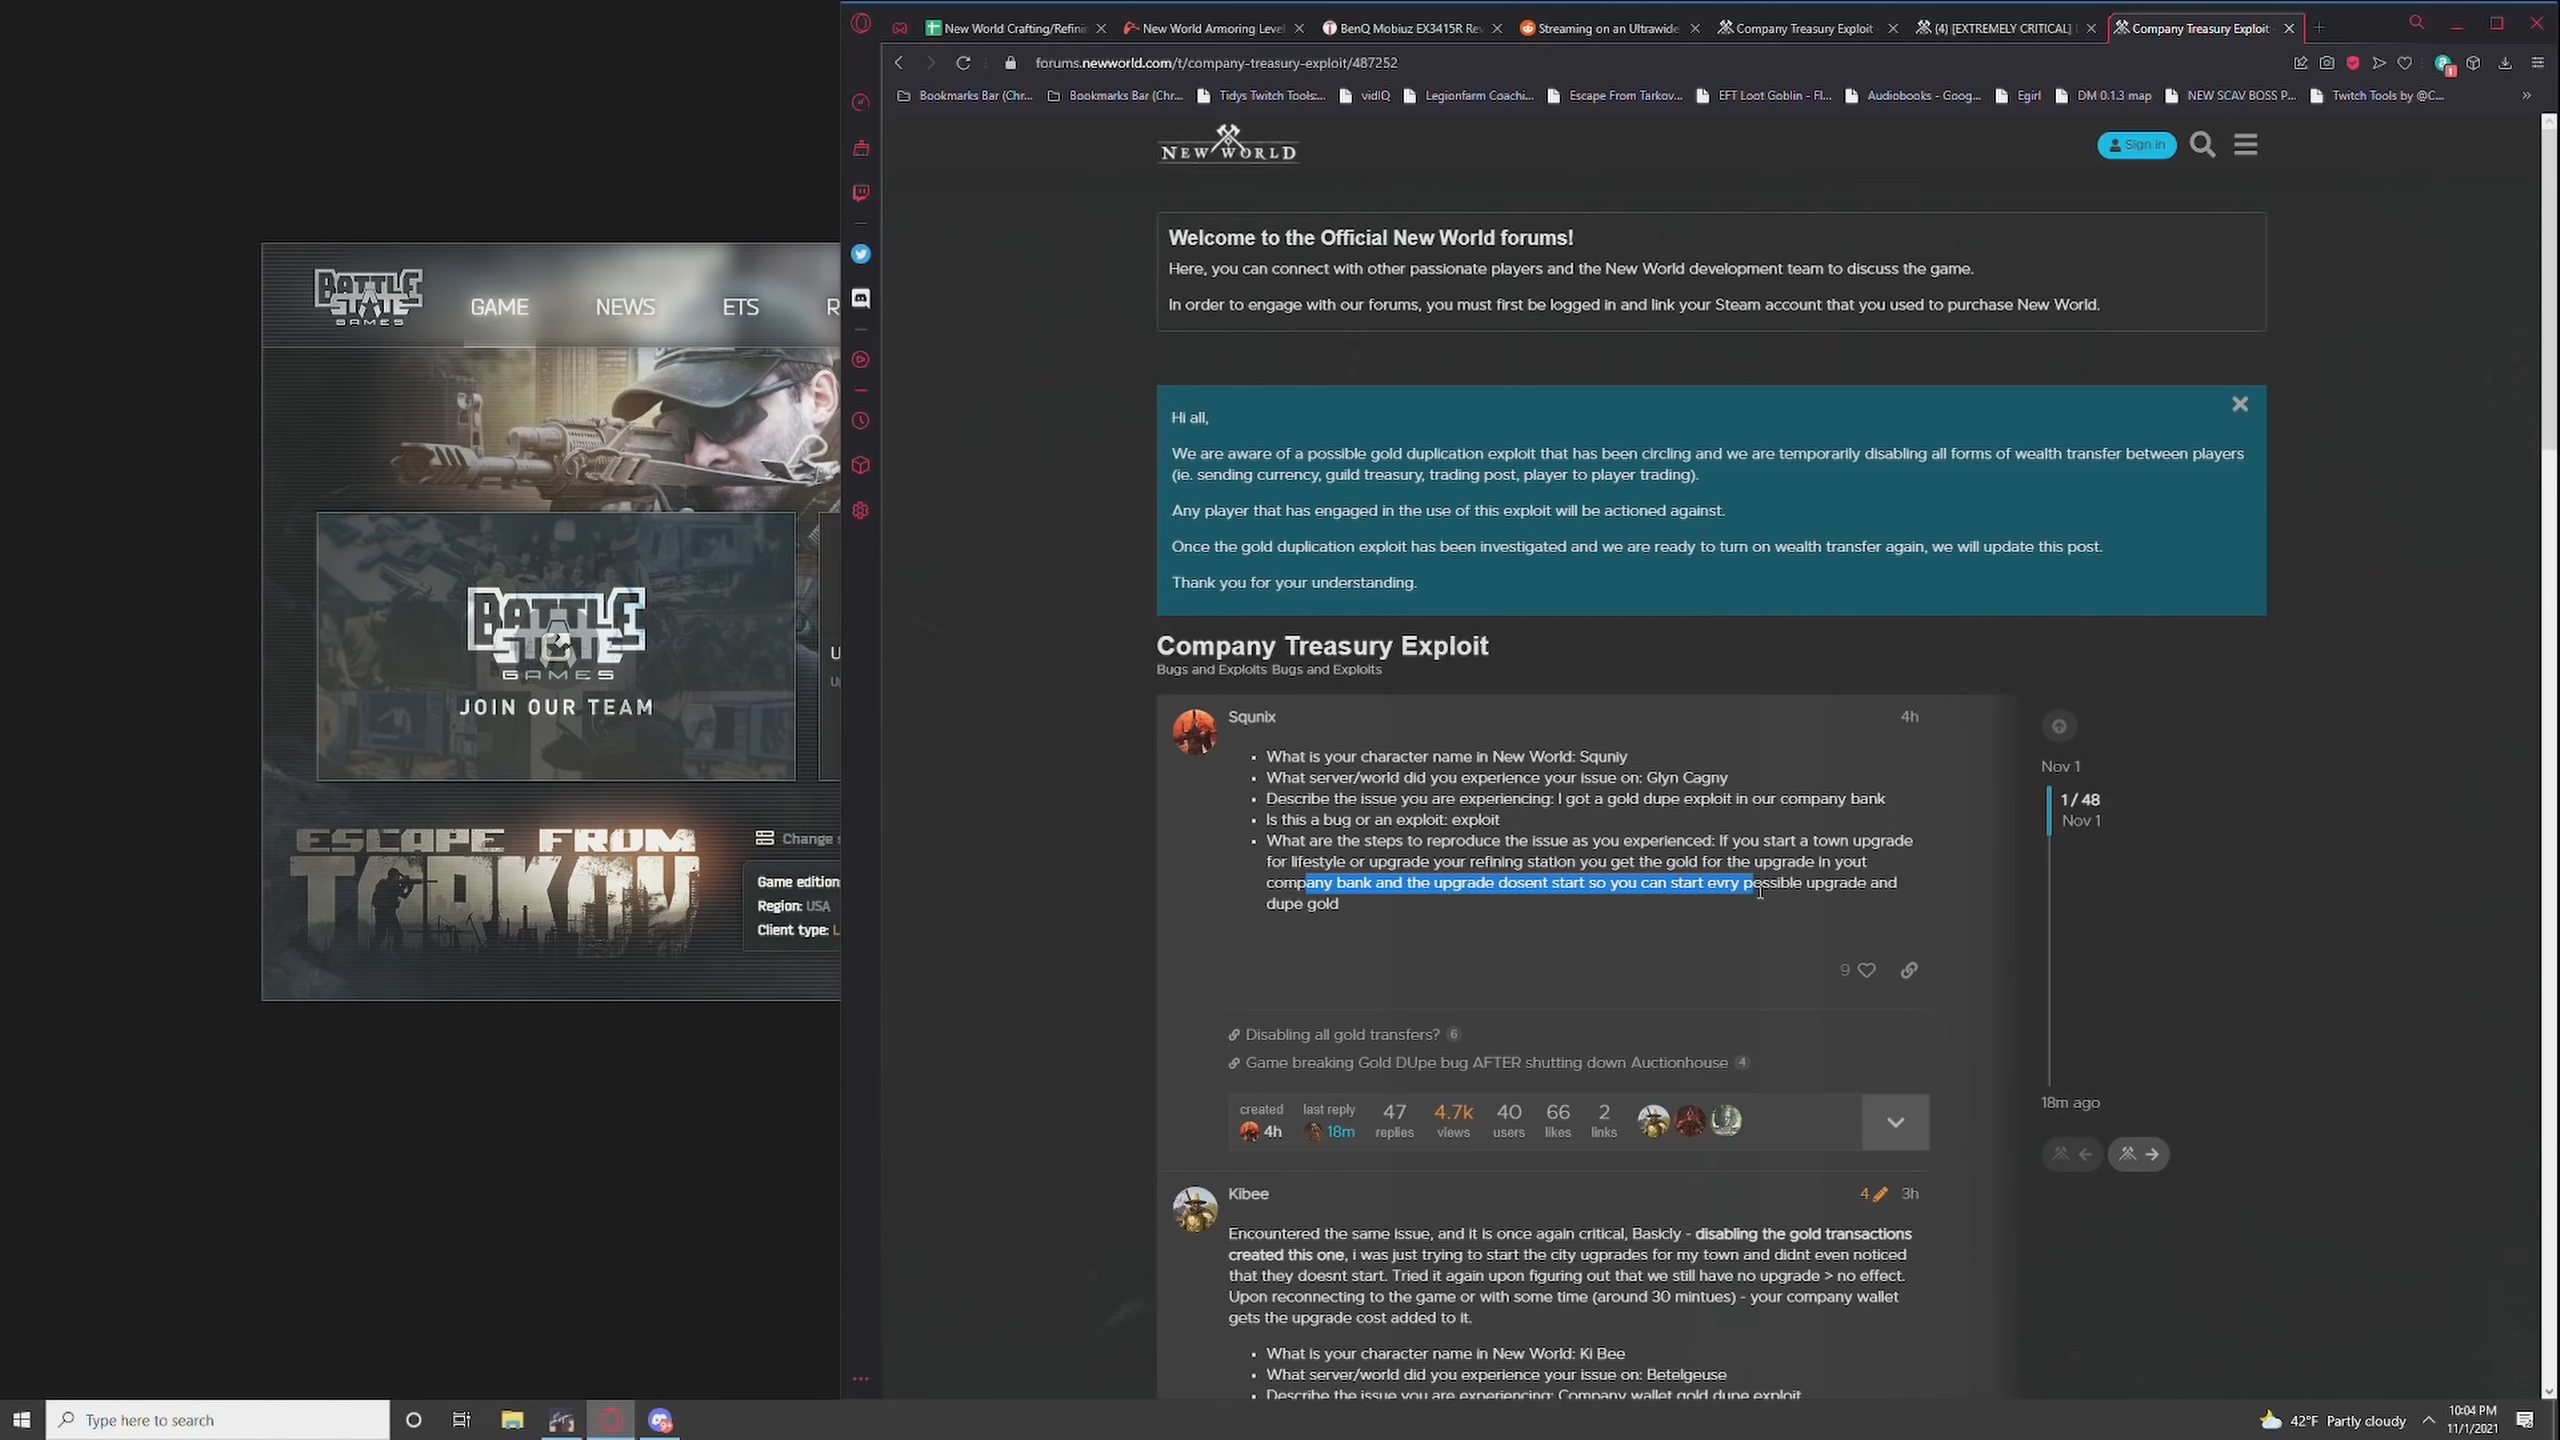 New World Crafting/Refinin
New World Armoring Level
BenQ Mobiuz EX3415R Rev
Streaming on an Ultrawide
Company Treasury Exploit
(4) [EXTREMELY CRITICAL]
Company Treasury Exploit
forums.newworld.com/t/company-treasury-exploit/487252
Bookmarks Bar (Chr...
Bookmarks Bar (Chr...
Tidys Twitch Tools:...
vidIQ
Legionfarm Coachi...
Escape From Tarkov...
EFT Loot Goblin - Fl...
Audiobooks - Goog...
Egirl
DM 0.1.3 map
NEW SCAV BOSS P...
Twitch Tools by @C...
NEW WORLD
Sign In
Welcome to the Official New World forums!
Here, you can connect with other passionate players and the New World development team to discuss the game.
In order to engage with our forums, you must first be logged in and link your Steam account that you used to purchase New World.
BATTLE
STATE
GAMES
GAME
NEWS
ETS
R
Hi all,
We are aware of a possible gold duplication exploit that has been circling and we are temporarily disabling all forms of wealth transfer between players
(ie. sending currency, guild treasury, trading post, player to player trading).
Any player that has engaged in the use of this exploit will be actioned against.
Once the gold duplication exploit has been investigated and we are ready to turn on wealth transfer again, we will update this post.
Thank you for your understanding.
BATTLE
STATE
GAMES
JOIN OUR TEAM
U
Company Treasury Exploit
Bugs and Exploits Bugs and Exploits
Squnix
4h
What is your character name in New World: Squniy
What server/world did you experience your issue on: Glyn Cagny
Describe the issue you are experiencing: I got a gold dupe exploit in our company bank
Is this a bug or an exploit: exploit
What are the steps to reproduce the issue as you experienced: If you start a town upgrade
for lifestyle or upgrade your refining station you get the gold for the upgrade in yout
company bank and the upgrade dosent start so you can start evry possible upgrade and
dupe gold
9
Nov 1
1 / 48
Nov 1
18m ago
ESCAPE FROM
TARKOV
Change s
Game edition:
Region: USA
Client type: L
Disabling all gold transfers? 6
Game breaking Gold DUpe bug AFTER shutting down Auctionhouse 4
created
4h
last reply
18m
47
replies
4.7k
views
40
users
66
likes
2
links
Kibee
4
3h
Encountered the same issue, and it is once again critical, Basicly - disabling the gold transactions
created this one, i was just trying to start the city ugprades for my town and didnt even noticed
that they doesnt start. Tried it again upon figuring out that we still have no upgrade > no effect.
Upon reconnecting to the game or with some time (around 30 mintues) - your company wallet
gets the upgrade cost added to it.
What is your character name in New World: Ki Bee
What server/world did you experience your issue on: Betelgeuse
Describe the issue you are experiencing: Company wallet gold dupe exploit
Type here to search
42°F Partly cloudy
10:04 PM
11/1/2021